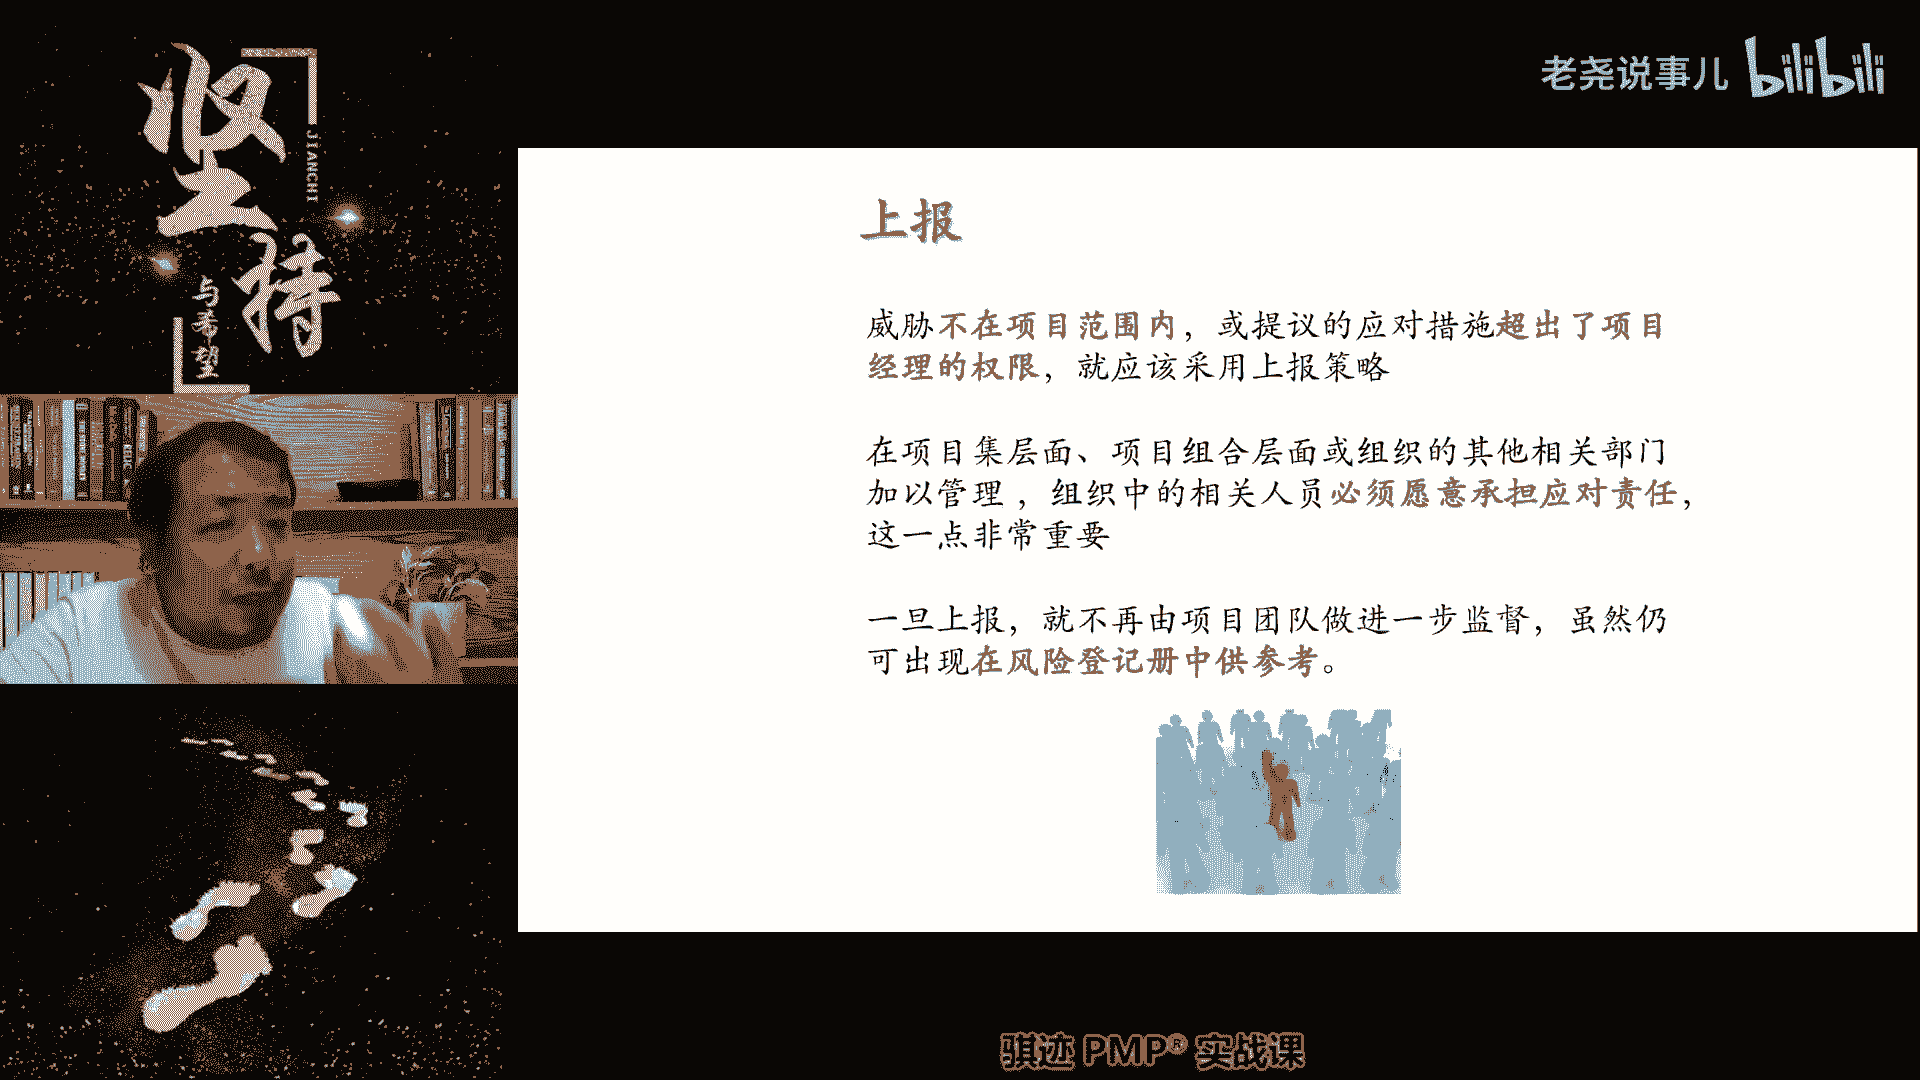 坚持
JIANCHI
与希望
老尧说事儿 bilibili
上报
威胁不在项目范围内，或提议的应对措施超出了项目
经理的权限，就应该采用上报策略
在项目集层面、项目组合层面或组织的其他相关部门
加以管理 ，组织中的相关人员必须愿意承担应对责任，
这一点非常重要
一旦上报，就不再由项目团队做进一步监督，虽然仍
可出现在风险登记册中供参考。
骐迹 PMP® 实战课